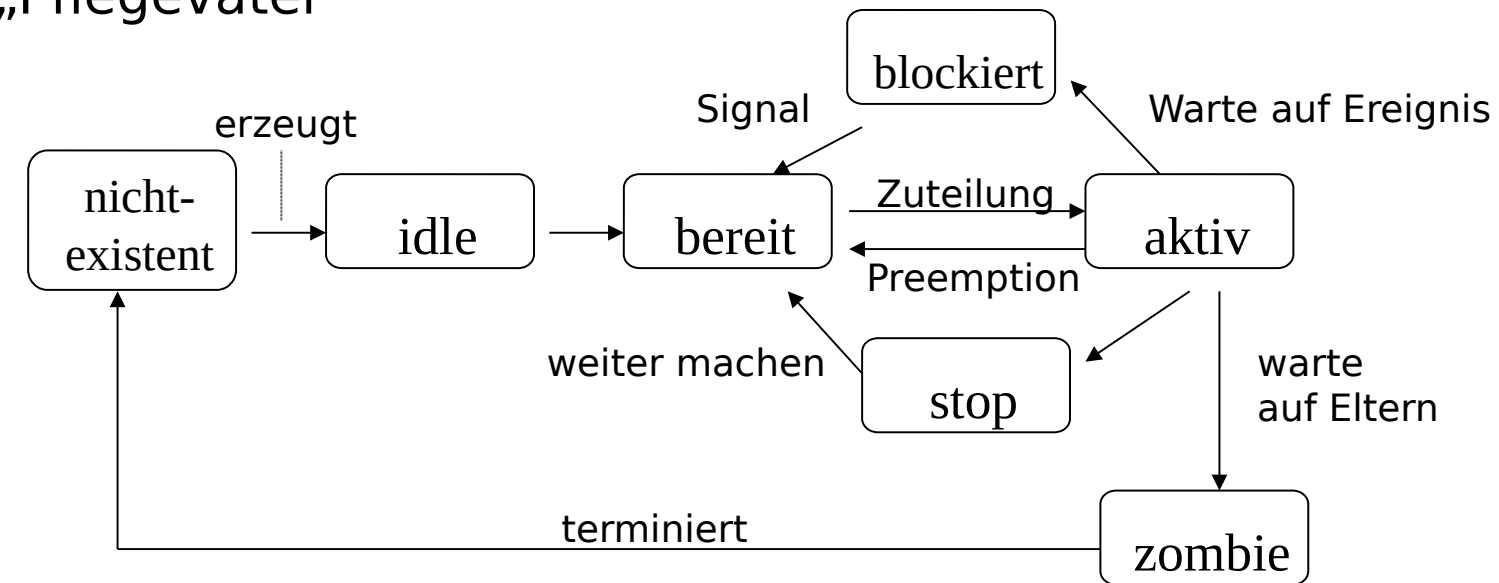 „Pflegevater
blockiert
Signal
Warte auf Ereignis
erzeugt
nicht-
existent
idle
bereit
Zuteilung
aktiv
Preemption
weiter machen
stop
warte
auf Eltern
terminiert
zombie